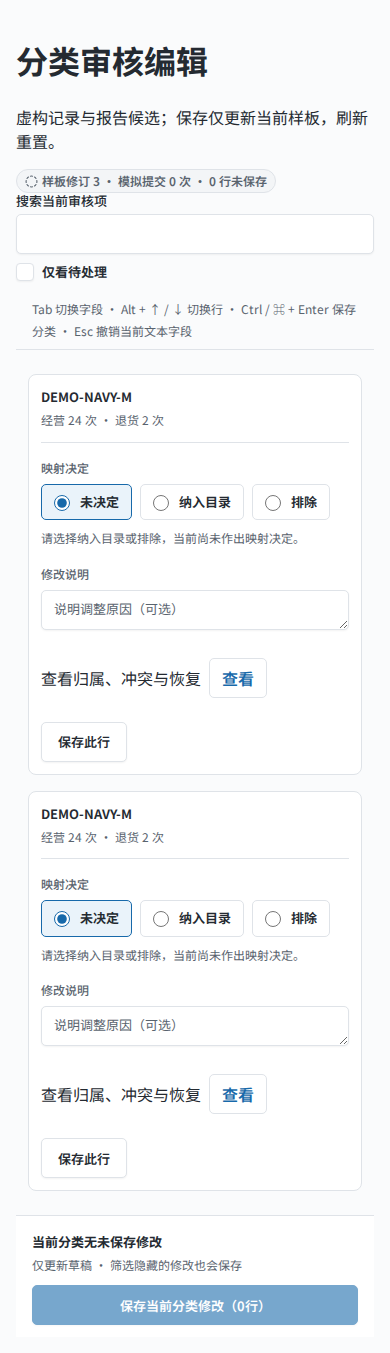 分类审核编辑
虚构记录与报告候选；保存仅更新当前样板，刷新
重置。
样板修订 3 • 模拟提交 0 次 • 0 行未保存
搜索当前审核项
仅看待处理
Tab 切换字段 • Alt + ↑ / ↓ 切换行 • Ctrl / ⌘ + Enter 保存
分类 • Esc 撤销当前文本字段
DEMO-NAVY-M
经营 24 次 • 退货 2 次
映射决定
未决定 纳入目录 排除
请选择纳入目录或排除，当前尚未作出映射决定。
修改说明
说明调整原因（可选）
查看归属、冲突与恢复 查看
保存此行
DEMO-NAVY-M
经营 24 次 • 退货 2 次
映射决定
未决定 纳入目录 排除
请选择纳入目录或排除，当前尚未作出映射决定。
修改说明
说明调整原因（可选）
查看归属、冲突与恢复 查看
保存此行
当前分类无未保存修改
仅更新草稿 • 筛选隐藏的修改也会保存
保存当前分类修改（0行）